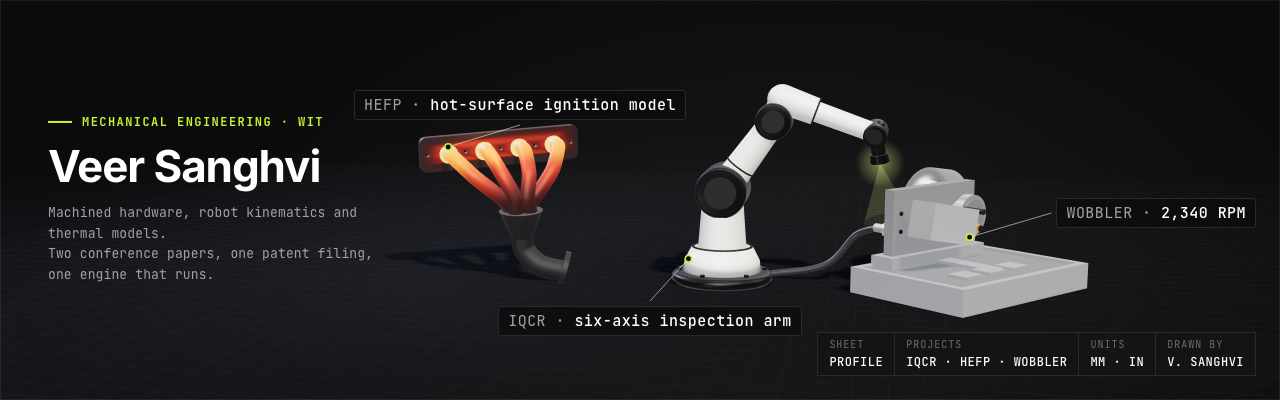 MECHANICAL ENGINEERING · WIT
Veer Sanghvi
Machined hardware, robot kinematics and
thermal models.
Two conference papers, one patent filing,
one engine that runs.
HEFP · hot-surface ignition model
WOBBLER · 2,340 RPM
IQCR · six-axis inspection arm
SHEET
PROFILE
PROJECTS
IQCR · HEFP · WOBBLER
UNITS
MM · IN
DRAWN BY
V. SANGHVI